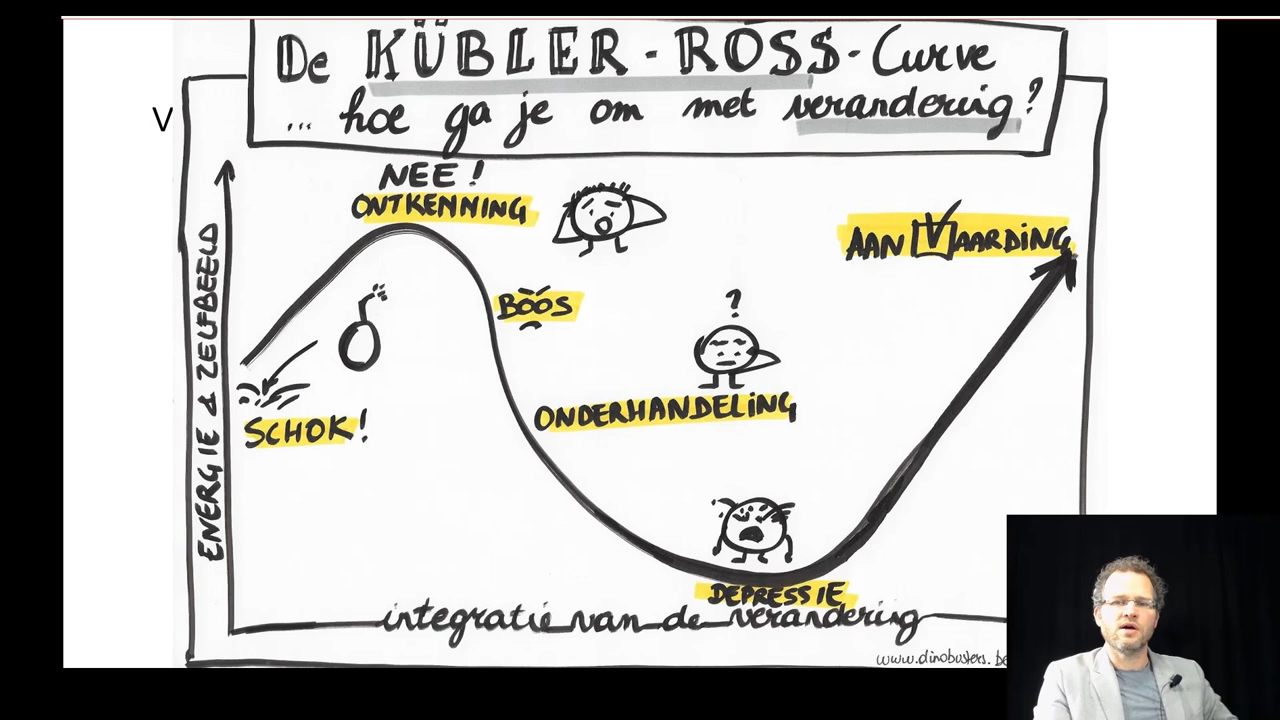 De KÜBLER-ROSS-Curve
... hoe ga je om met verandering?
V
NEE!
ONTKENNING
AANVAARDING
BOOS
?
ONDERHANDELING
SCHOK!
DEPRESSIE
ENERGIE & ZELFBEELD
integratie van de verandering
www.dinobusters.be